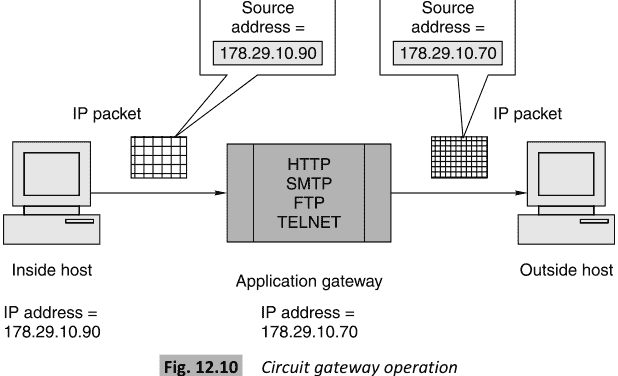 Source
address =
178.29.10.90
Source
address =
178.29.10.70
IP packet
IP packet
HTTP
SMTP
FTP
TELNET
Inside host
Application gateway
Outside host
IP address =
178.29.10.90
IP address =
178.29.10.70
Fig. 12.10 Circuit gateway operation